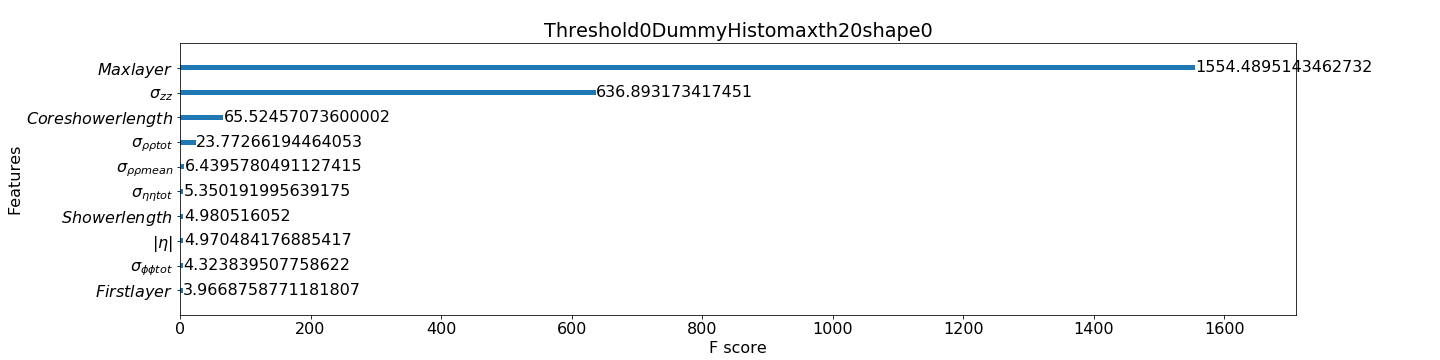 Threshold0DummyHistomaxth20shape0
Maxlayer 1554.4895143462732
σzz 636.893173417451
Coreshowerlength 65.52457073600002
σρρtot 23.77266194464053
σρρmean 6.4395780491127415
σηηtot 5.350191995639175
Showerlength 4.980516052
|η| 4.970484176885417
σϕϕtot 4.323839507758622
Firstlayer 3.9668758771181807
Features
0 200 400 600 800 1000 1200 1400 1600
F score